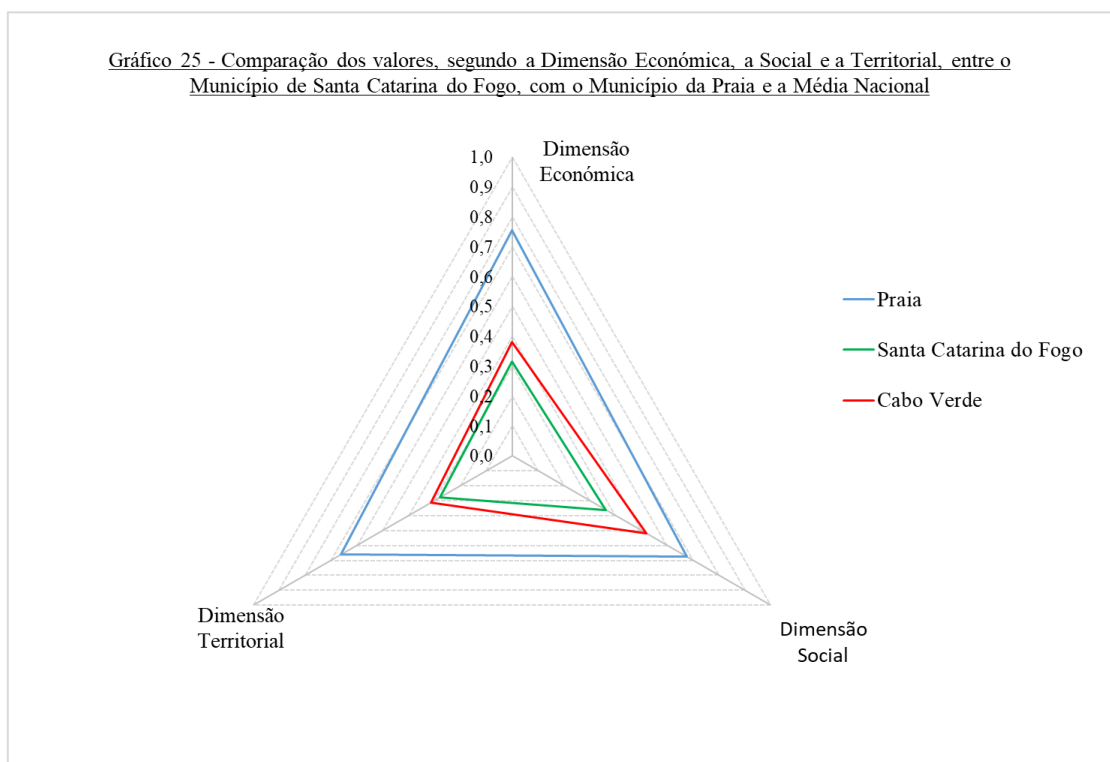 Gráfico 25 - Comparação dos valores, segundo a Dimensão Económica, a Social e a Territorial, entre o
Município de Santa Catarina do Fogo, com o Município da Praia e a Média Nacional
Dimensão
Económica
1,0
0,9
0,8
0,7
0,6
0,5
0,4
0,3
0,2
0,1
0,0
Praia
Santa Catarina do Fogo
Cabo Verde
Dimensão
Territorial
Dimensão
Social